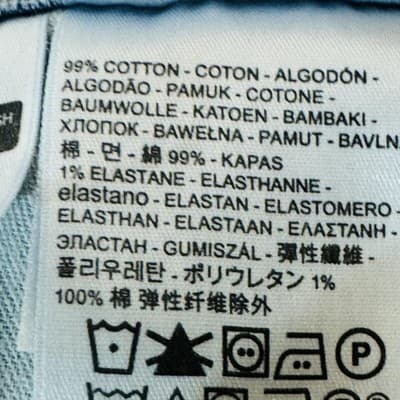 99% COTTON - COTON - ALGODÓN -
ALGODÃO - PAMUK - COTONE -
BAUMWOLLE - KATOEN - BAMBAKI -
ХЛОПОК - BAWEŁNA - PAMUT - BAVLNA
棉 - 면 - 綿 99% - KAPAS
1% ELASTANE - ELASTHANNE -
elastano - ELASTAN - ELASTOMERO -
ELASTHAN - ELASTAAN - ΕΛΑΣΤΑΝΗ -
ЭЛАСТАН - GUMISZÁL - 彈性纖維 -
폴리우레탄 - ポリウレタン 1%
100% 棉 弹性纤维除外
P